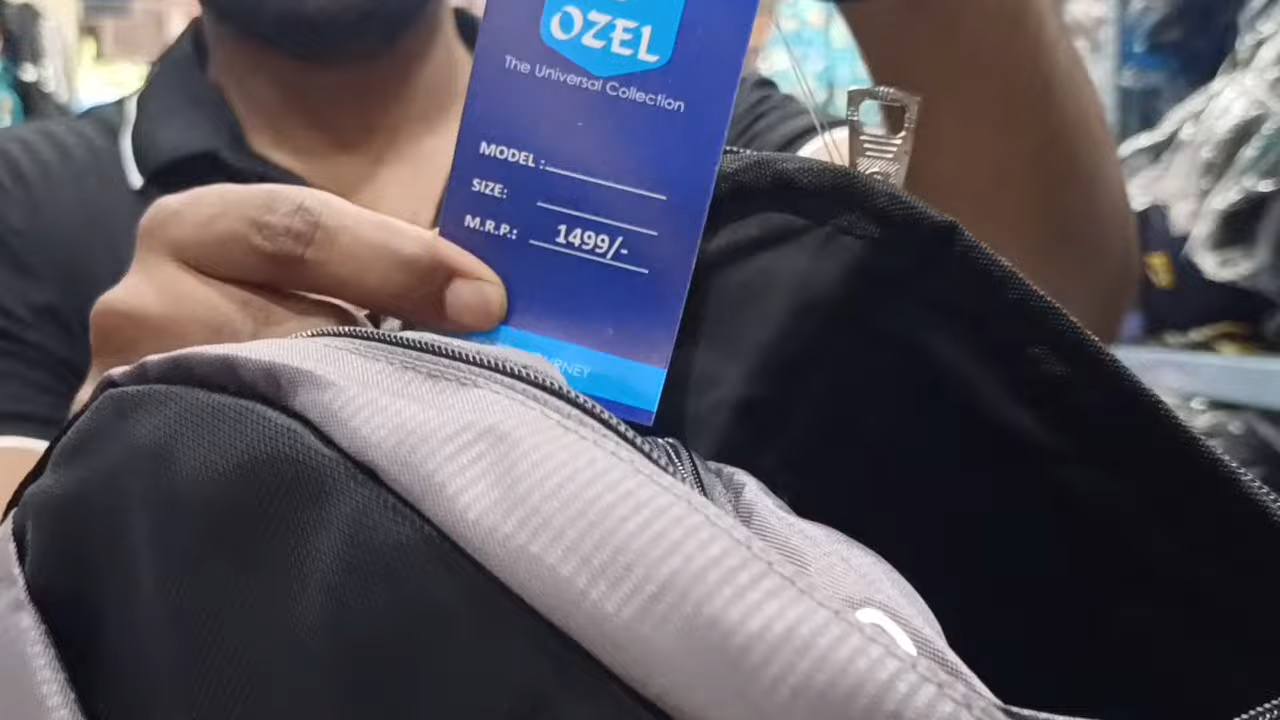 OZEL
The Universal Collection
MODEL :
SIZE:
M.R.P.: 1499/-